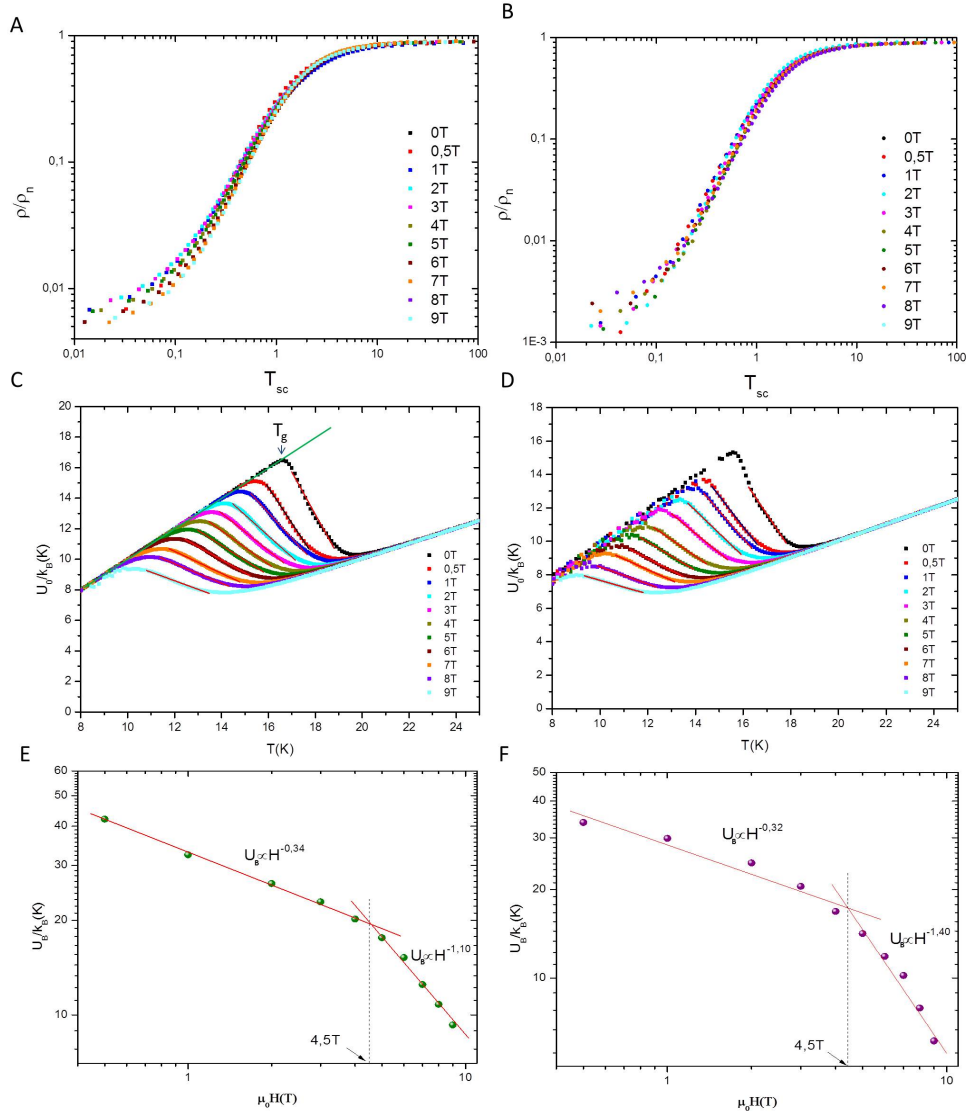 A
1
0,1
0,01
ρ/ρn
0T
0,5T
1T
2T
3T
4T
5T
6T
7T
8T
9T
0,01
0,1
1
10
100
Tsc
B
1
0,1
0,01
1E-3
ρ/ρn
0T
0,5T
1T
2T
3T
4T
5T
6T
7T
8T
9T
0,01
0,1
1
10
100
Tsc
C
20
18
16
14
12
10
8
6
4
2
0
U0/kB(K)
Tg
0T
0,5T
1T
2T
3T
4T
5T
6T
7T
8T
9T
8
10
12
14
16
18
20
22
24
T(K)
D
18
16
14
12
10
8
6
4
2
0
U0/kB(K)
0T
0,5T
1T
2T
3T
4T
5T
6T
7T
8T
9T
8
10
12
14
16
18
20
22
24
T(K)
E
60
50
40
30
20
10
UB/kB(K)
UB∝H-0,34
UB∝H-1,10
4,5T
1
10
μ0H(T)
F
50
40
30
20
10
UB/kB(K)
UB∝H-0,32
UB∝H-1,40
4,5T
1
10
μ0H(T)